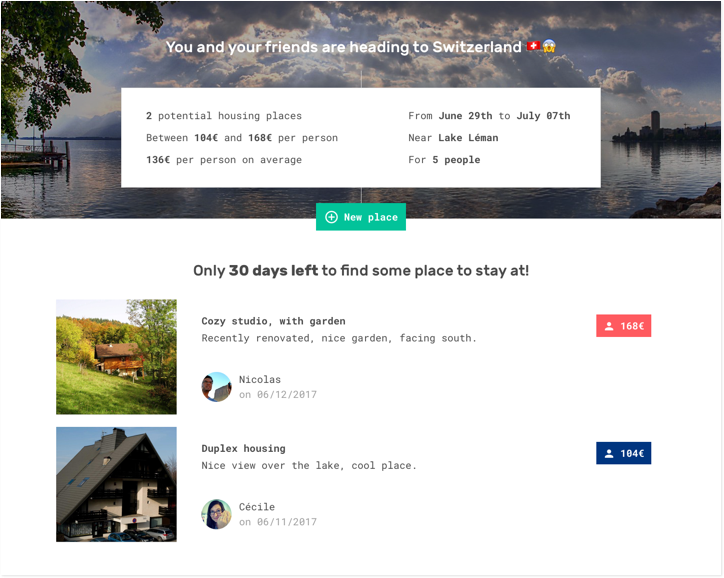 You and your friends are heading to Switzerland 🇨🇭😱
2 potential housing places
Between 104€ and 168€ per person
136€ per person on average
From June 29th to July 07th
Near Lake Léman
For 5 people
New place
Only 30 days left to find some place to stay at!
Cozy studio, with garden
Recently renovated, nice garden, facing south.
168€
Nicolas
on 06/12/2017
Duplex housing
Nice view over the lake, cool place.
104€
Cécile
on 06/11/2017